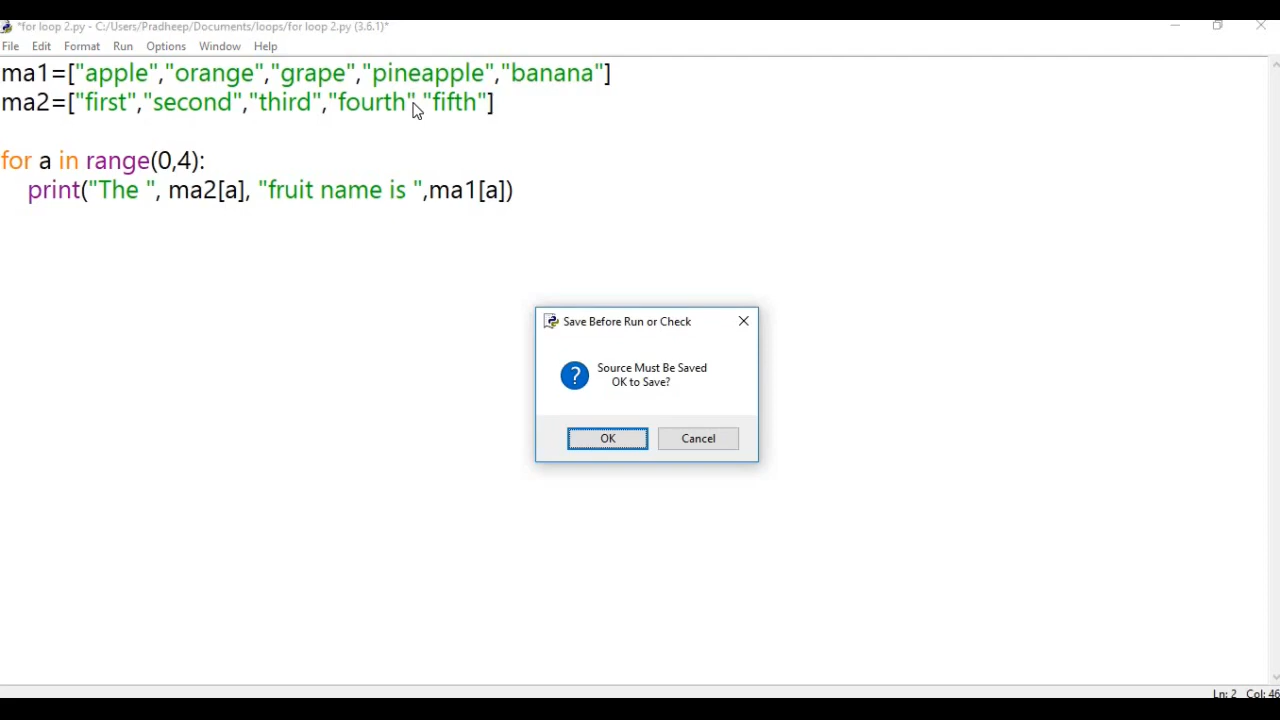 *for loop 2.py - C:/Users/Pradheep/Documents/loops/for loop 2.py (3.6.1)*
File Edit Format Run Options Window Help
ma1=["apple","orange","grape","pineapple","banana"]
ma2=["first","second","third","fourth","fifth"]
for a in range(0,4):
print("The ", ma2[a], "fruit name is ",ma1[a])
Save Before Run or Check
Source Must Be Saved
OK to Save?
OK Cancel
Ln: 2 Col: 46